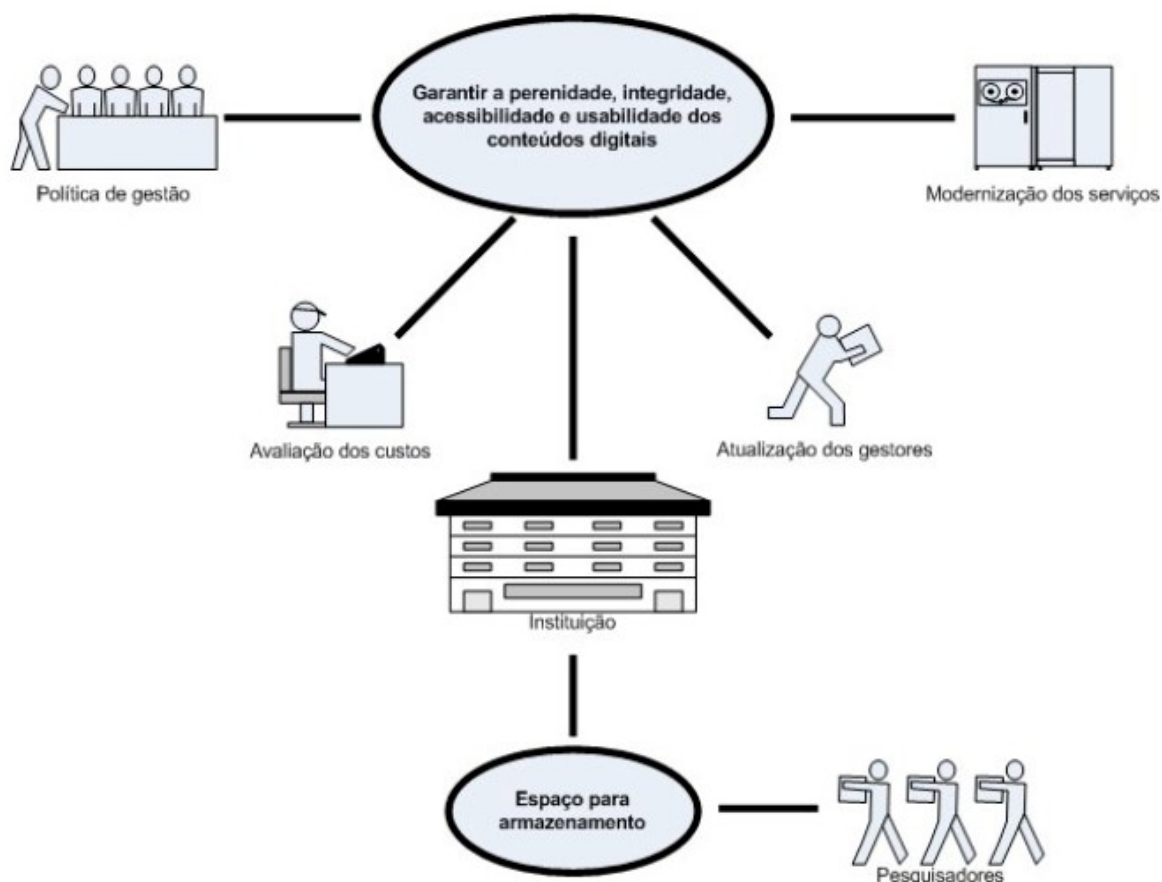 Garantir a perenidade, integridade,
acessibilidade e usabilidade dos
conteúdos digitais
Política de gestão
Modernização dos serviços
Avaliação dos custos
Atualização dos gestores
Instituição
Espaço para
armazenamento
Pesquisadores